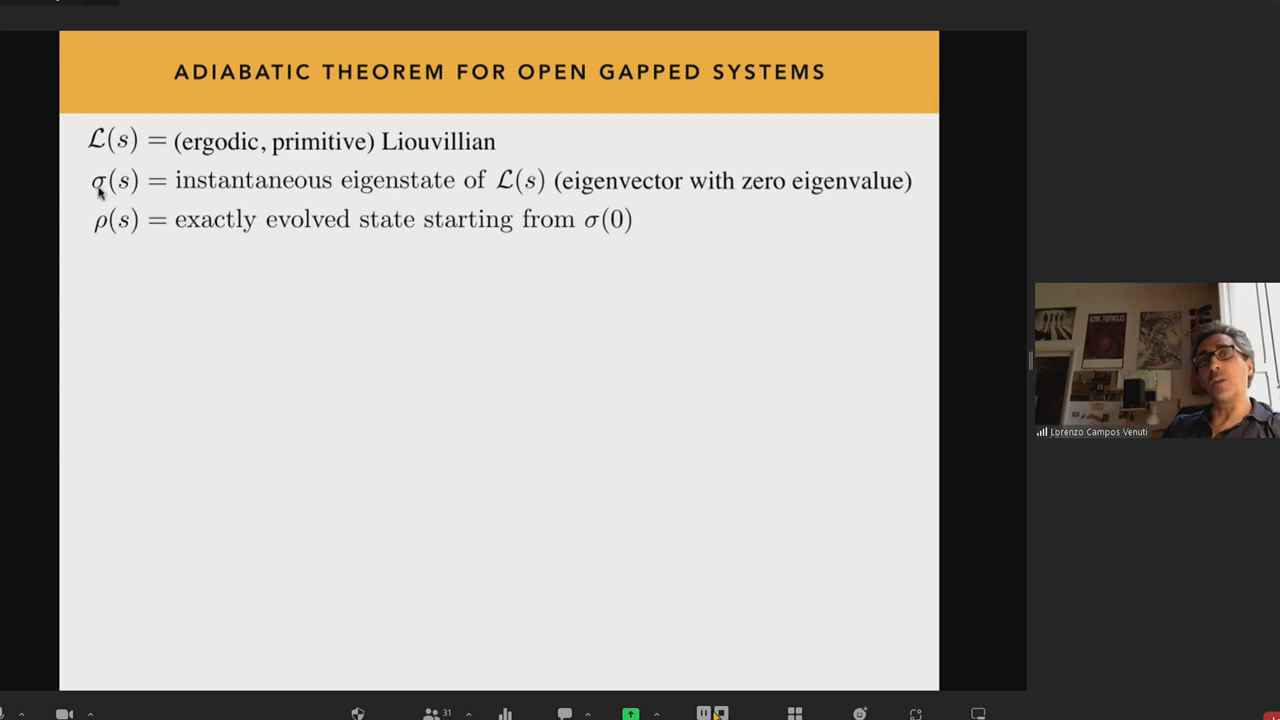 ADIABATIC THEOREM FOR OPEN GAPPED SYSTEMS
ℒ(s) = (ergodic, primitive) Liouvillian
σ(s) = instantaneous eigenstate of ℒ(s) (eigenvector with zero eigenvalue)
ρ(s) = exactly evolved state starting from σ(0)
Lorenzo Campos Venuti
31